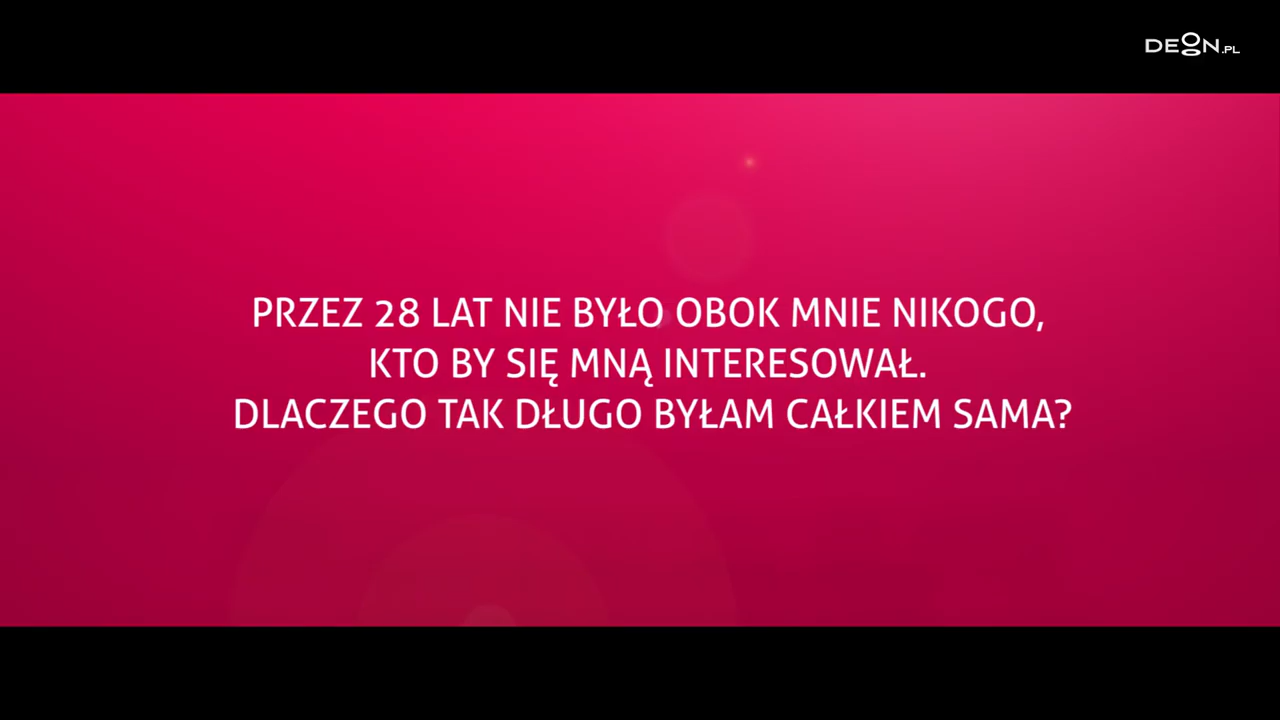 DEON.PL
PRZEZ 28 LAT NIE BYŁO OBOK MNIE NIKOGO,
KTO BY SIĘ MNĄ INTERESOWAŁ.
DLACZEGO TAK DŁUGO BYŁAM CAŁKIEM SAMA?